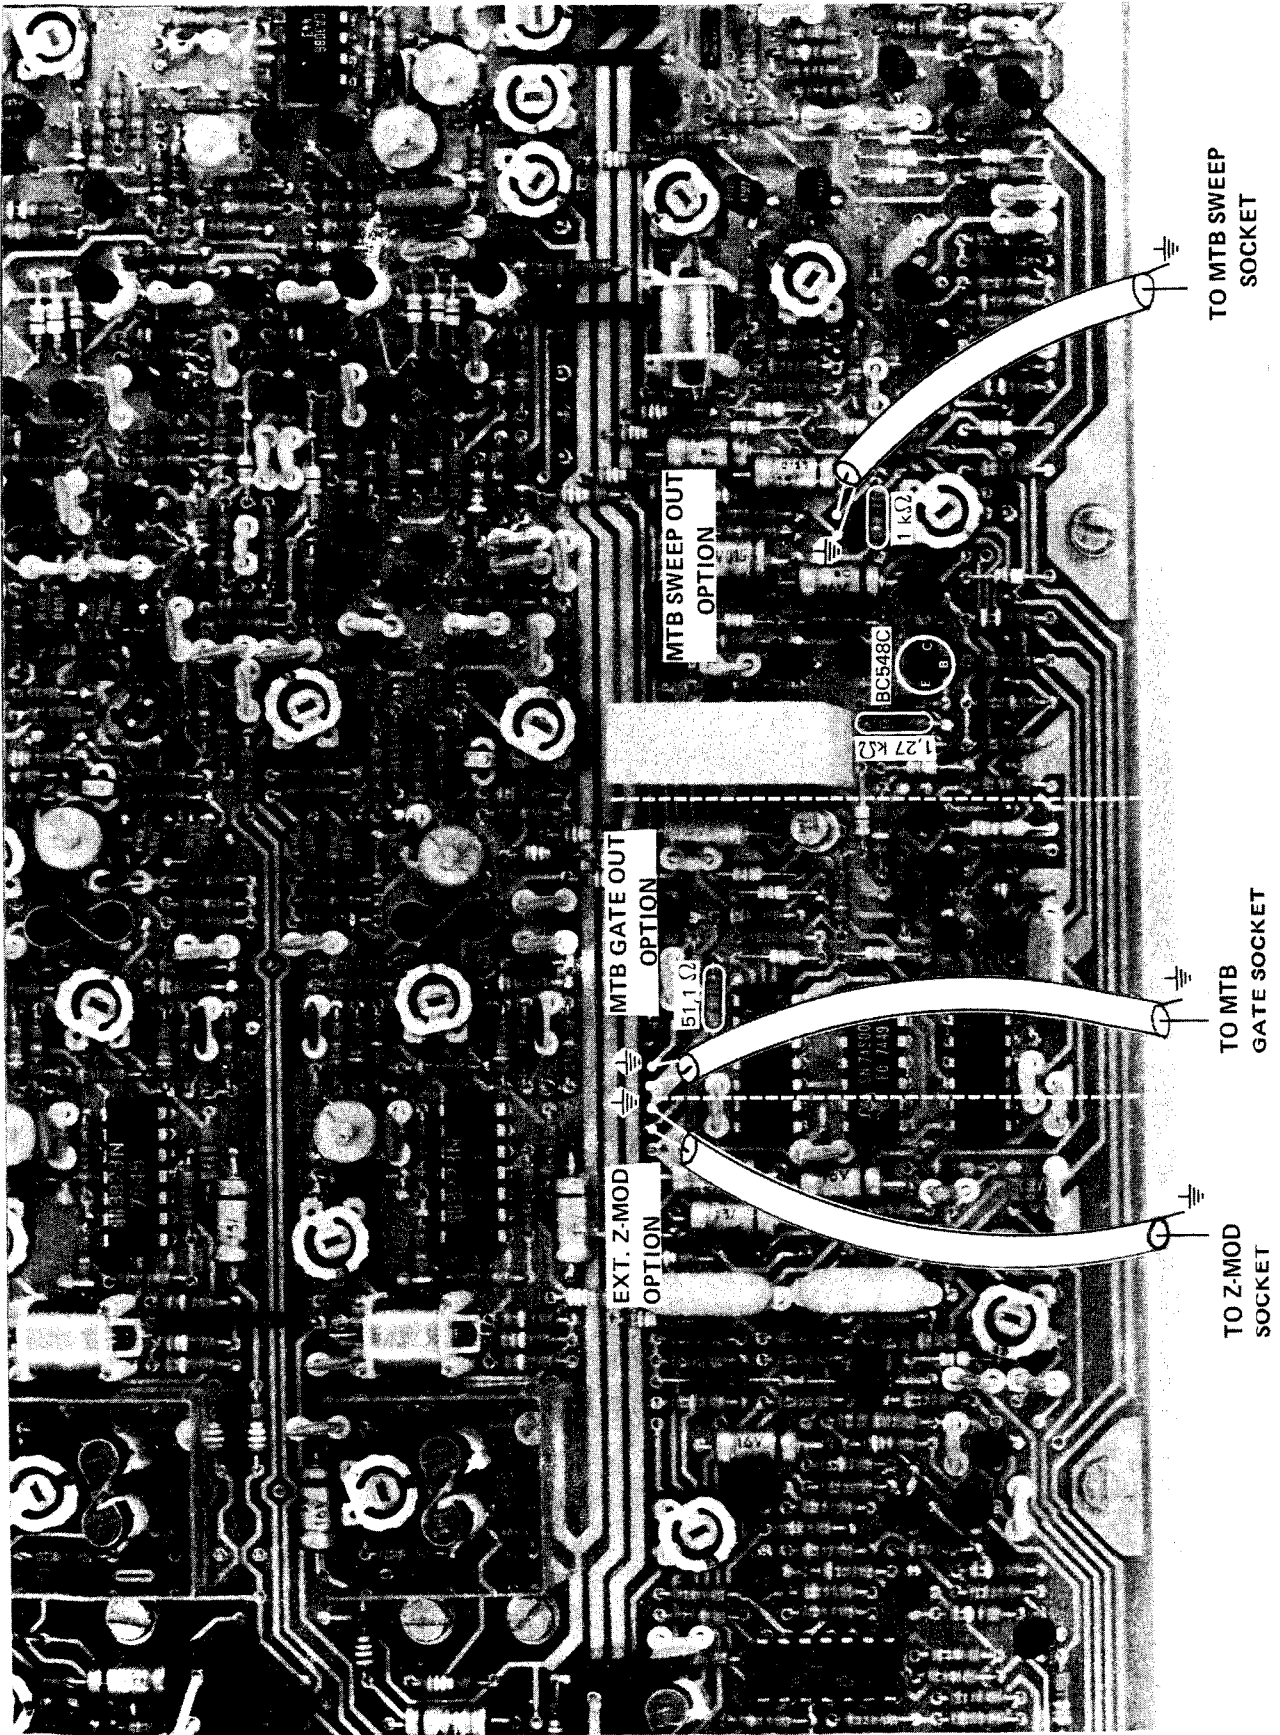 MTB SWEEP OUT
OPTION
1 kΩ
BC548C
E
B
C
1,27 kΩ
TO MTB SWEEP
SOCKET
MTB GATE OUT
OPTION
51,1 Ω
TO MTB
GATE SOCKET
EXT. Z-MOD
OPTION
TO Z-MOD
SOCKET
16V